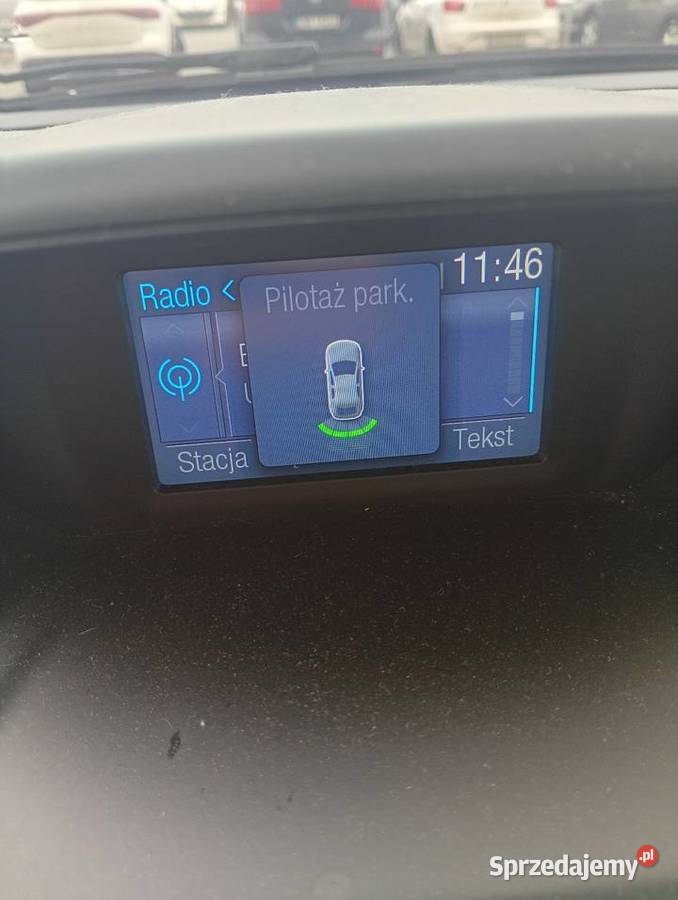 Radio <
11:46
Pilotaż park.
Stacja
Tekst
Sprzedajemy.pl